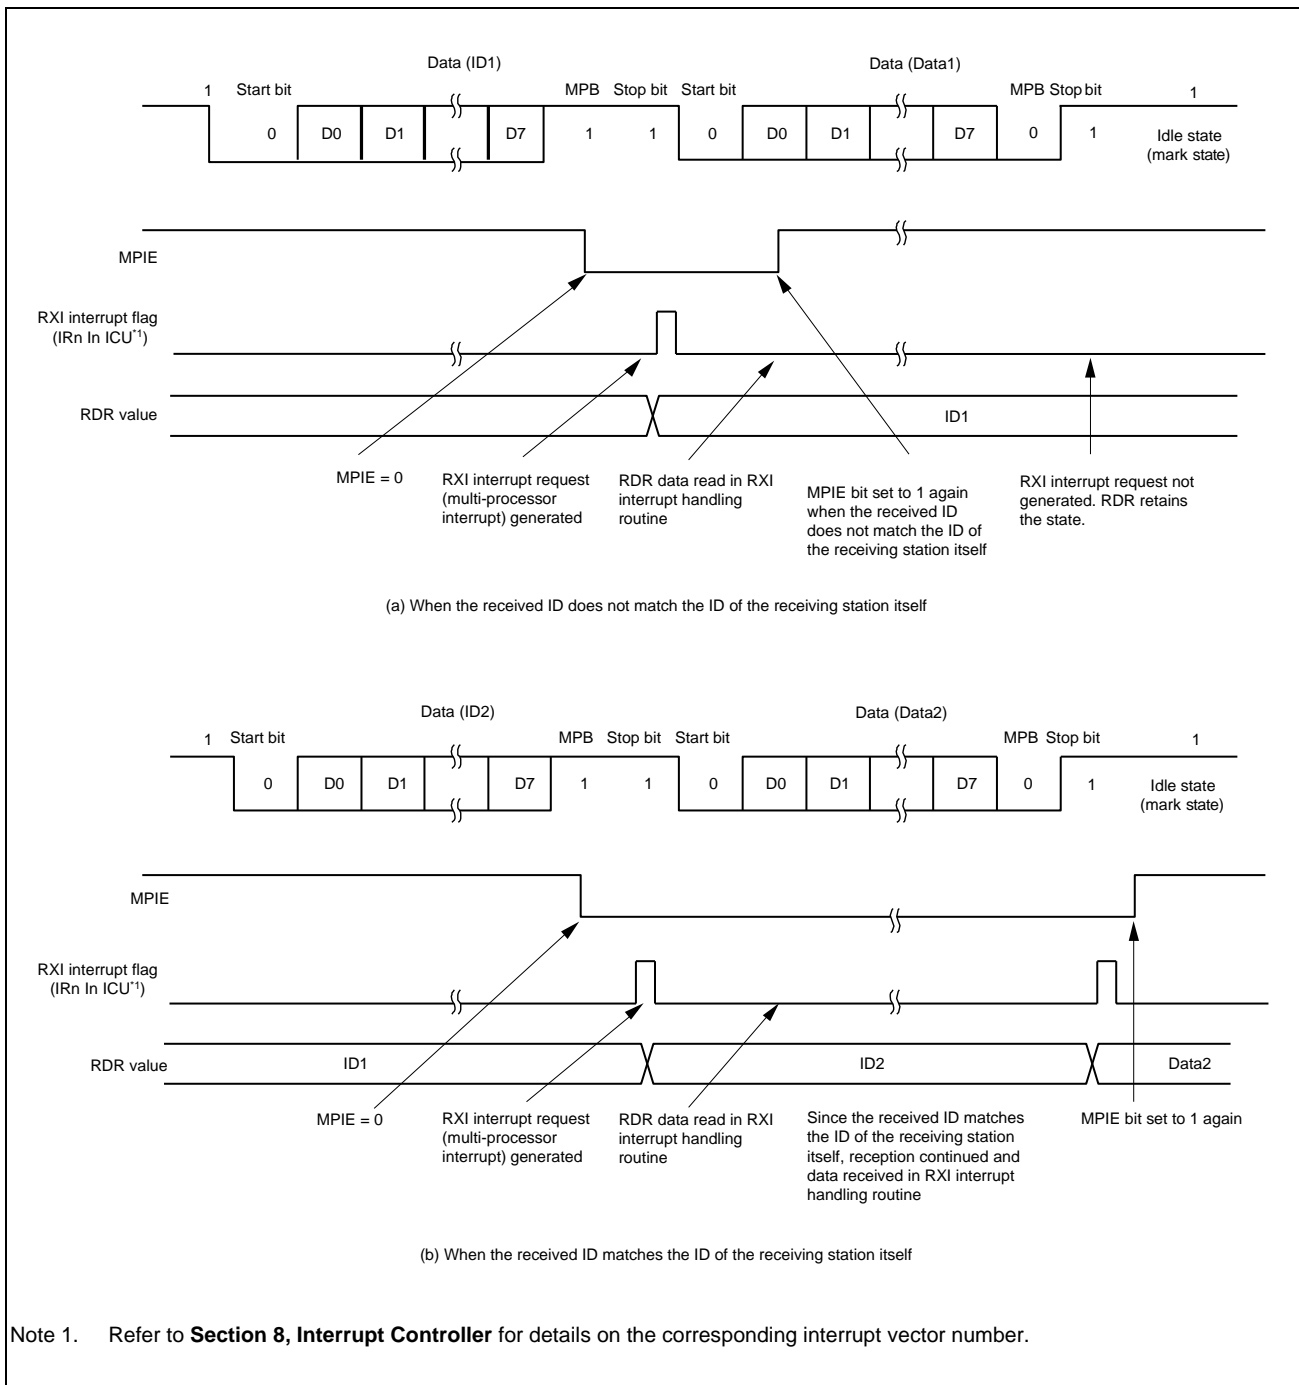 Data (ID1) Data (Data1)
1 Start bit MPB Stop bit Start bit MPB Stop bit 1
0 D0 D1 D7 1 1 0 D0 D1 D7 0 1 Idle state
(mark state)
MPIE
RXI interrupt flag
(IRn In ICU*1)
RDR value ID1
MPIE = 0
RXI interrupt request
(multi-processor
interrupt) generated
RDR data read in RXI
interrupt handling
routine
MPIE bit set to 1 again
when the received ID
does not match the ID of
the receiving station itself
RXI interrupt request not
generated. RDR retains
the state.
(a) When the received ID does not match the ID of the receiving station itself
Data (ID2) Data (Data2)
1 Start bit MPB Stop bit Start bit MPB Stop bit 1
0 D0 D1 D7 1 1 0 D0 D1 D7 0 1 Idle state
(mark state)
MPIE
RXI interrupt flag
(IRn In ICU*1)
RDR value ID1 ID2 Data2
MPIE = 0
RXI interrupt request
(multi-processor
interrupt) generated
RDR data read in RXI
interrupt handling
routine
Since the received ID matches
the ID of the receiving station
itself, reception continued and
data received in RXI interrupt
handling routine
MPIE bit set to 1 again
(b) When the received ID matches the ID of the receiving station itself
Note 1. Refer to Section 8, Interrupt Controller for details on the corresponding interrupt vector number.